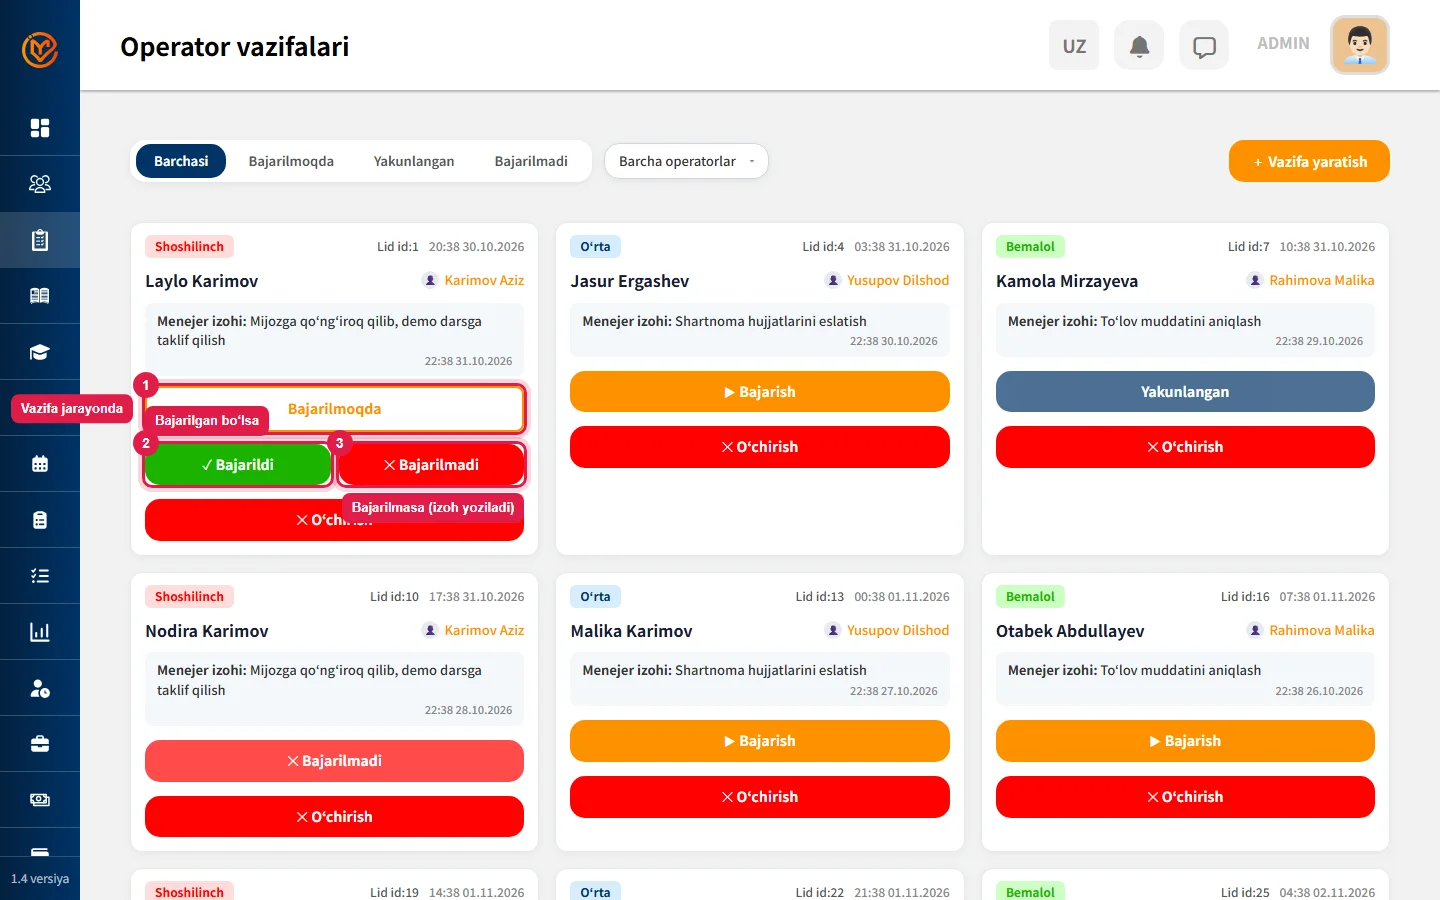 Operator vazifalari
UZ
ADMIN
Barchasi
Bajarilmoqda
Yakunlangan
Bajarilmadi
Barcha operatorlar
+ Vazifa yaratish
Shoshilinch
Lid id:1 20:38 30.10.2026
Laylo Karimov
Karimov Aziz
Menejer izohi: Mijozga qo‘ng‘iroq qilib, demo darsga
taklif qilish
22:38 31.10.2026
1
Vazifa jarayonda
Bajarilmoqda
Bajarilgan bo‘lsa
2
3
✓ Bajarildi
✕ Bajarilmadi
Bajarilmasa (izoh yoziladi)
✕ O‘chirish
O‘rta
Lid id:4 03:38 31.10.2026
Jasur Ergashev
Yusupov Dilshod
Menejer izohi: Shartnoma hujjatlarini eslatish
22:38 30.10.2026
▶ Bajarish
✕ O‘chirish
Bemalol
Lid id:7 10:38 31.10.2026
Kamola Mirzayeva
Rahimova Malika
Menejer izohi: To‘lov muddatini aniqlash
22:38 29.10.2026
Yakunlangan
✕ O‘chirish
Shoshilinch
Lid id:10 17:38 31.10.2026
Nodira Karimov
Karimov Aziz
Menejer izohi: Mijozga qo‘ng‘iroq qilib, demo darsga
taklif qilish
22:38 28.10.2026
✕ Bajarilmadi
✕ O‘chirish
O‘rta
Lid id:13 00:38 01.11.2026
Malika Karimov
Yusupov Dilshod
Menejer izohi: Shartnoma hujjatlarini eslatish
22:38 27.10.2026
▶ Bajarish
✕ O‘chirish
Bemalol
Lid id:16 07:38 01.11.2026
Otabek Abdullayev
Rahimova Malika
Menejer izohi: To‘lov muddatini aniqlash
22:38 26.10.2026
▶ Bajarish
✕ O‘chirish
Shoshilinch
Lid id:19 14:38 01.11.2026
O‘rta
Lid id:22 21:38 01.11.2026
Bemalol
Lid id:25 04:38 02.11.2026
1.4 versiya